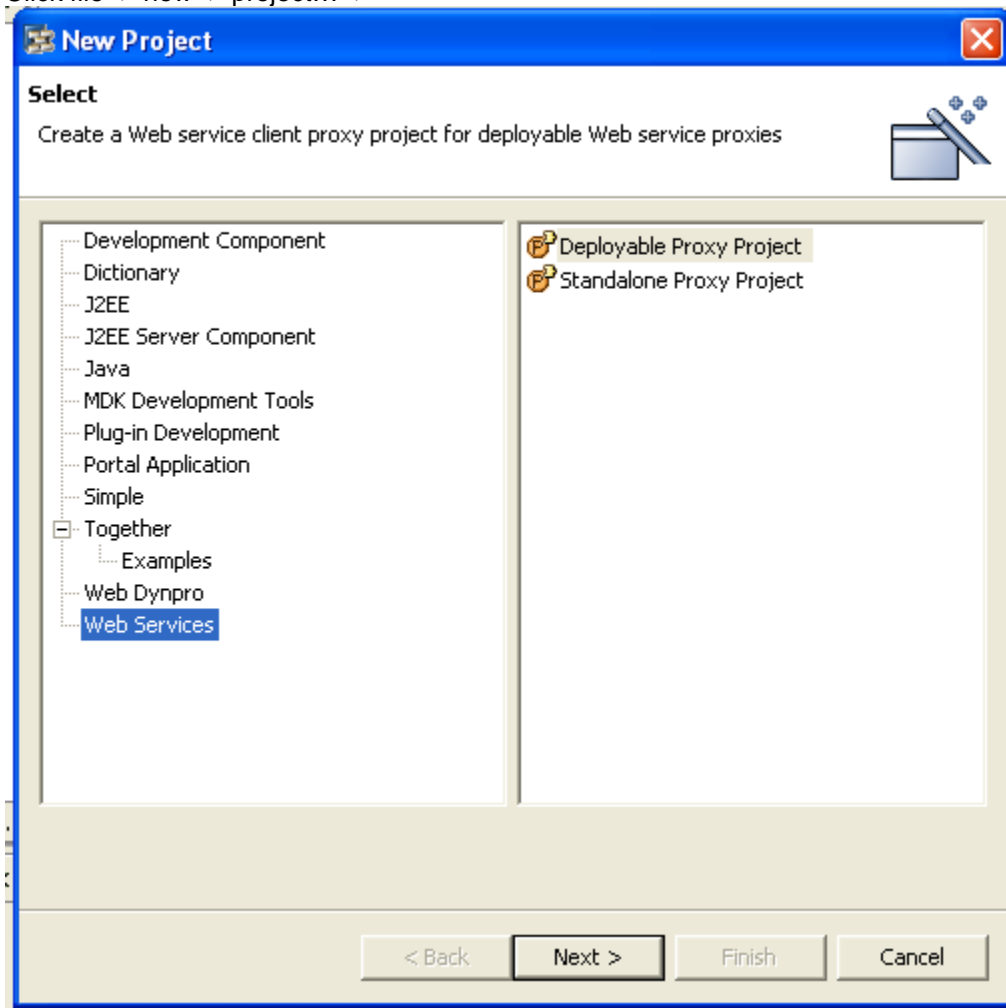 New Project
Select
Create a Web service client proxy project for deployable Web service proxies
Development Component
Dictionary
J2EE
J2EE Server Component
Java
MDK Development Tools
Plug-in Development
Portal Application
Simple
Together
Examples
Web Dynpro
Web Services
Deployable Proxy Project
Standalone Proxy Project
< Back
Next >
Finish
Cancel